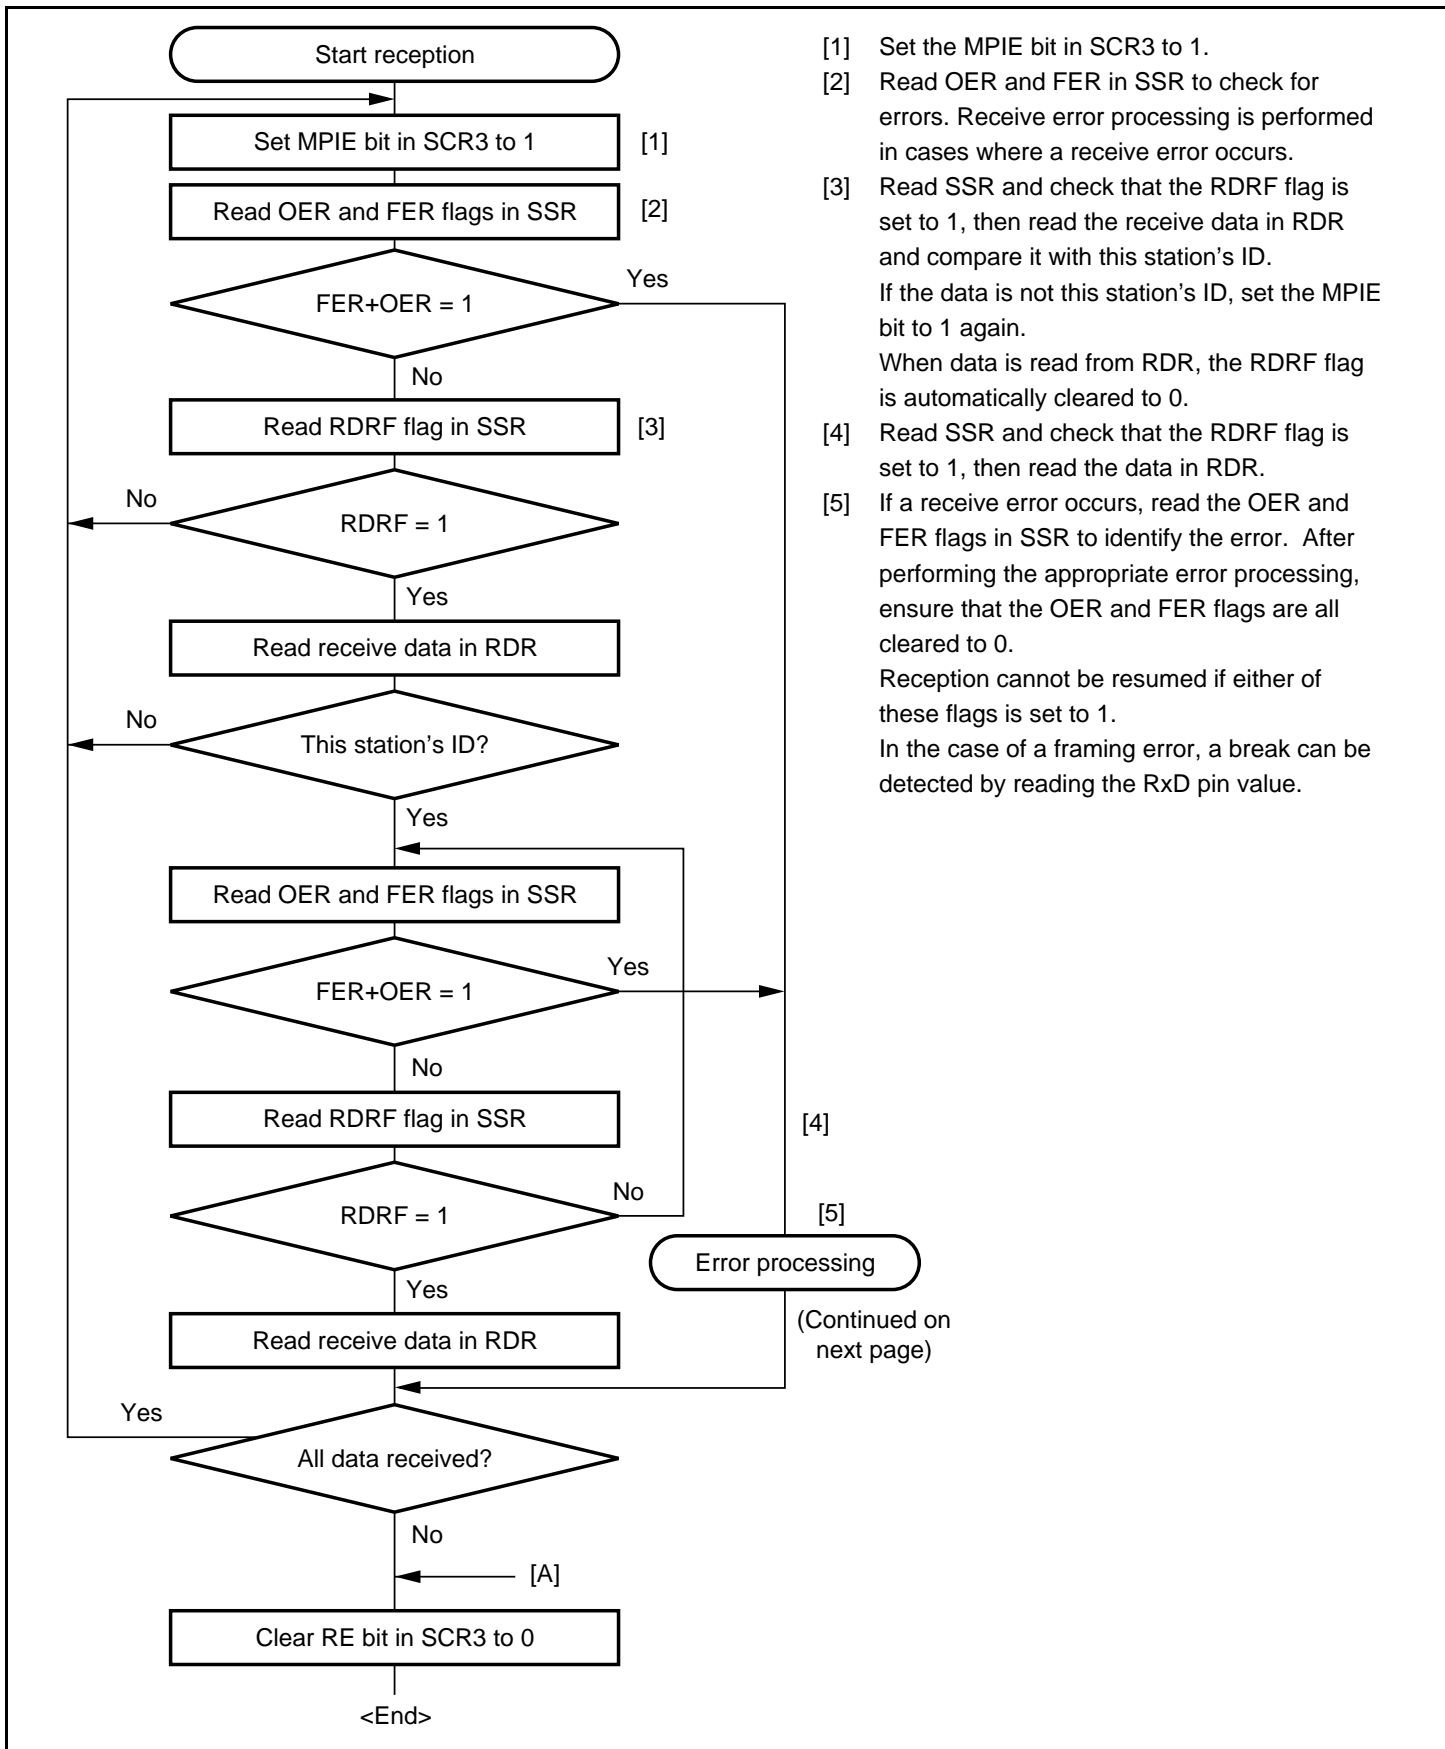 Start reception
Set MPIE bit in SCR3 to 1
[1]
Read OER and FER flags in SSR
[2]
Yes
FER+OER = 1
No
Read RDRF flag in SSR
[3]
No
RDRF = 1
Yes
Read receive data in RDR
No
This station's ID?
Yes
Read OER and FER flags in SSR
Yes
FER+OER = 1
No
Read RDRF flag in SSR
[4]
No
RDRF = 1
[5]
Error processing
Yes
(Continued on
next page)
Read receive data in RDR
Yes
All data received?
No
[A]
Clear RE bit in SCR3 to 0
<End>
[1] Set the MPIE bit in SCR3 to 1.
[2] Read OER and FER in SSR to check for
errors. Receive error processing is performed
in cases where a receive error occurs.
[3] Read SSR and check that the RDRF flag is
set to 1, then read the receive data in RDR
and compare it with this station's ID.
If the data is not this station's ID, set the MPIE
bit to 1 again.
When data is read from RDR, the RDRF flag
is automatically cleared to 0.
[4] Read SSR and check that the RDRF flag is
set to 1, then read the data in RDR.
[5] If a receive error occurs, read the OER and
FER flags in SSR to identify the error. After
performing the appropriate error processing,
ensure that the OER and FER flags are all
cleared to 0.
Reception cannot be resumed if either of
these flags is set to 1.
In the case of a framing error, a break can be
detected by reading the RxD pin value.